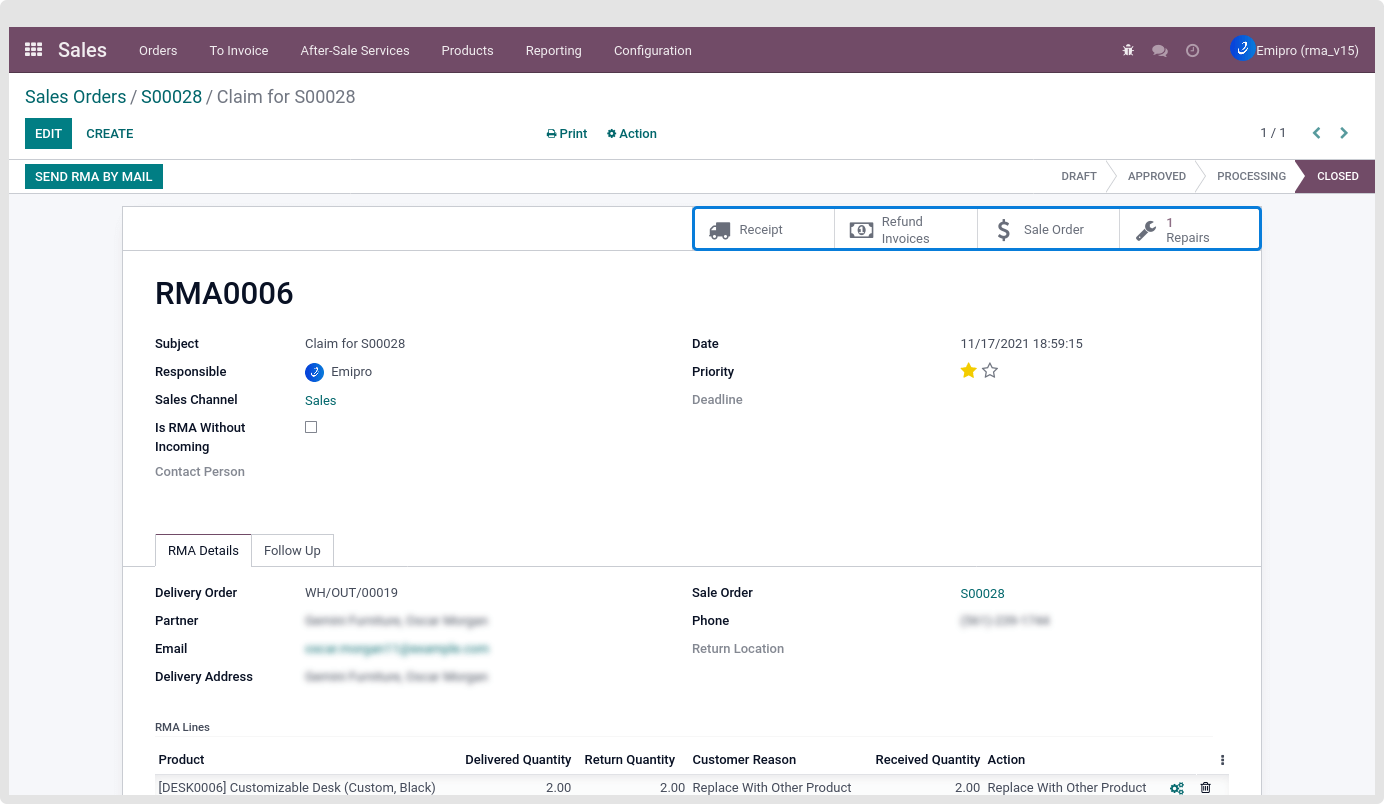 Sales Orders To Invoice After-Sale Services Products Reporting Configuration Emipro (rma_v15)
Sales Orders / S00028 / Claim for S00028
EDIT CREATE Print Action 1 / 1
SEND RMA BY MAIL DRAFT APPROVED PROCESSING CLOSED
Receipt Refund Invoices Sale Order 1 Repairs
RMA0006
Subject Claim for S00028 Date 11/17/2021 18:59:15
Responsible Emipro Priority
Sales Channel Sales Deadline
Is RMA Without
Incoming
Contact Person
RMA Details Follow Up
Delivery Order WH/OUT/00019 Sale Order S00028
Partner Phone
Email Return Location
Delivery Address
RMA Lines
Product Delivered Quantity Return Quantity Customer Reason Received Quantity Action
[DESK0006] Customizable Desk (Custom, Black) 2.00 2.00 Replace With Other Product 2.00 Replace With Other Product